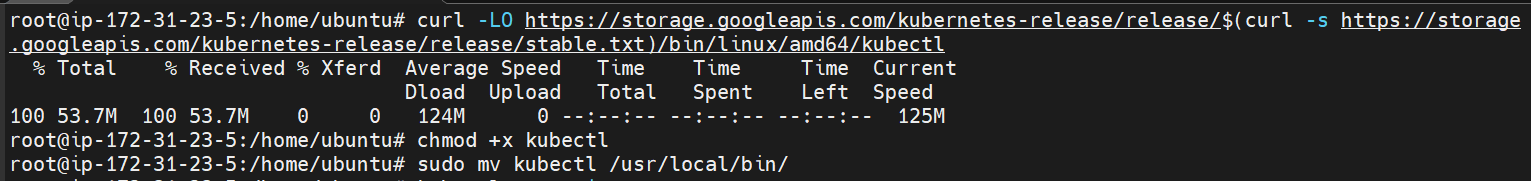 root@ip-172-31-23-5:/home/ubuntu# curl -LO https://storage.googleapis.com/kubernetes-release/release/$(curl -s https://storage
.googleapis.com/kubernetes-release/release/stable.txt)/bin/linux/amd64/kubectl
  % Total    % Received % Xferd  Average Speed   Time    Time     Time  Current
                                 Dload  Upload   Total   Spent    Left  Speed
100 53.7M  100 53.7M    0     0   124M      0 --:--:-- --:--:-- --:--:--  125M
root@ip-172-31-23-5:/home/ubuntu# chmod +x kubectl
root@ip-172-31-23-5:/home/ubuntu# sudo mv kubectl /usr/local/bin/